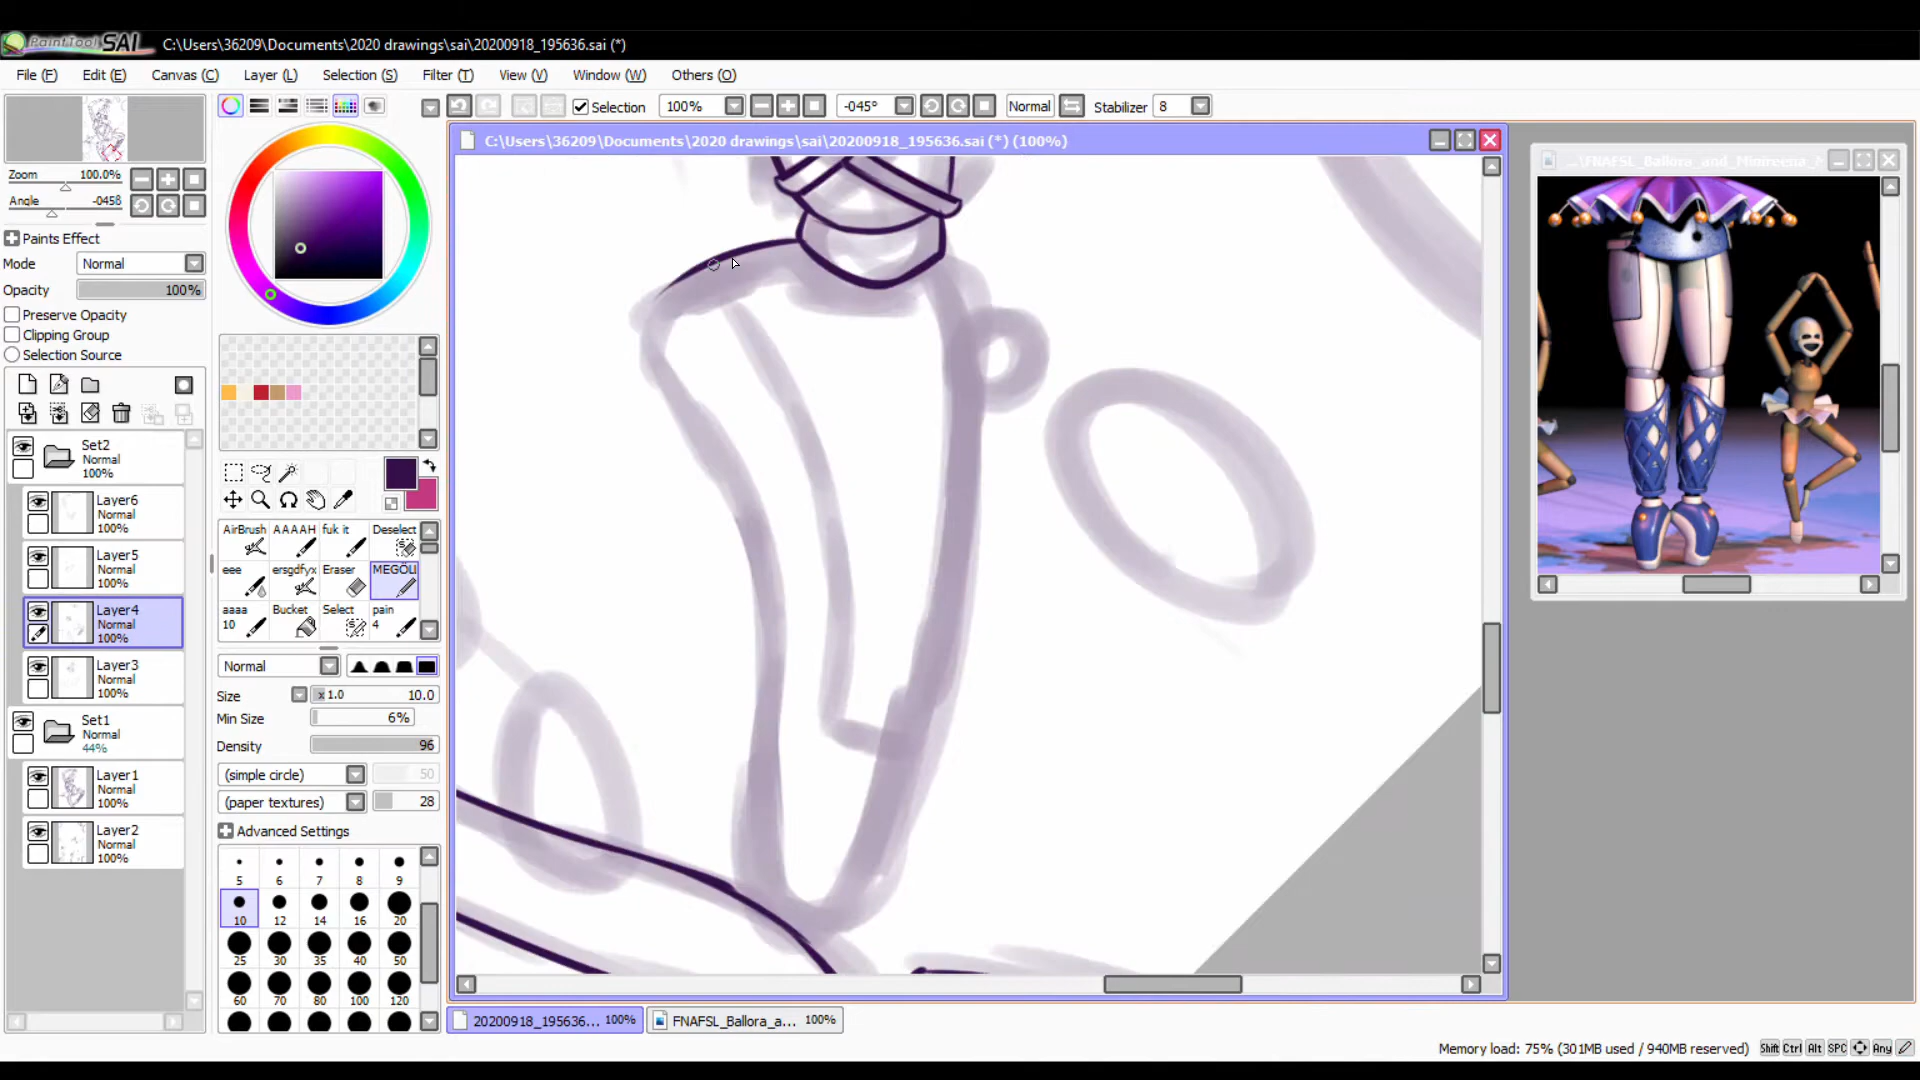 PaintTool SAI C:\Users\36209\Documents\2020 drawings\sai\20200918_195636.sai (*)
File (F) Edit (E) Canvas (C) Layer (L) Selection (S) Filter (T) View (V) Window (W) Others (O)
Selection 100% -045° Normal Stabilizer 8
C:\Users\36209\Documents\2020 drawings\sai\20200918_195636.sai (*) (100%)
...\FNAFSL_Ballora_and_Minireena_
Zoom 100.0%
Angle -045
Paints Effect
Mode Normal
Opacity 100%
Preserve Opacity
Clipping Group
Selection Source
Set2
Normal
100%
Layer6
Normal
100%
Layer5
Normal
100%
Layer4
Normal
100%
Layer3
Normal
100%
Set1
Normal
44%
Layer1
Normal
100%
Layer2
Normal
100%
AirBrush AAAAH fuk it Deselect
eee ersgdfyx Eraser MEGÖLI
aaaa Bucket Select pain
10 4
Normal
Size x 1.0 10.0
Min Size 6%
Density 96
(simple circle) 50
(paper textures) 28
Advanced Settings
5 6 7 8 9
10 12 14 16 20
25 30 35 40 50
60 70 80 100 120
20200918_195636... 100% FNAFSL_Ballora_a... 100%
Memory load: 75% (301MB used / 940MB reserved) Shift Ctrl Alt SPC Any